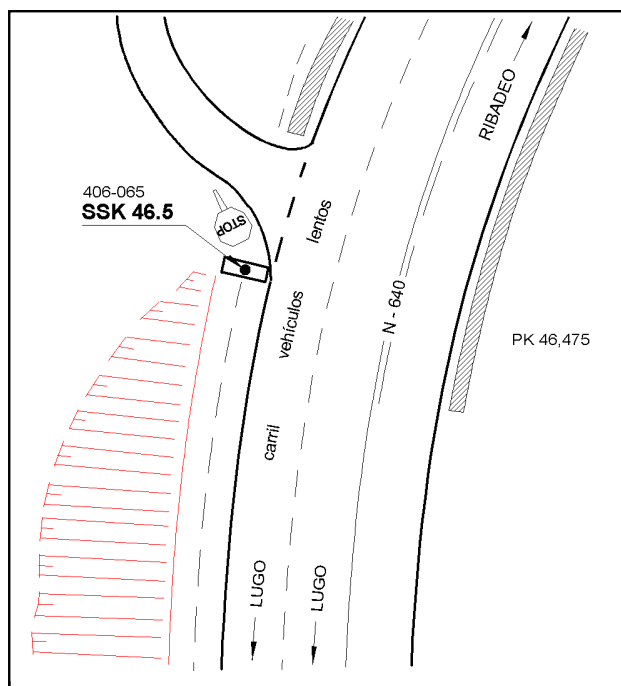 RIBADEO
406-065
SSK 46.5
STOP
lentos
vehículos
carril
N - 640
PK 46,475
LUGO
LUGO